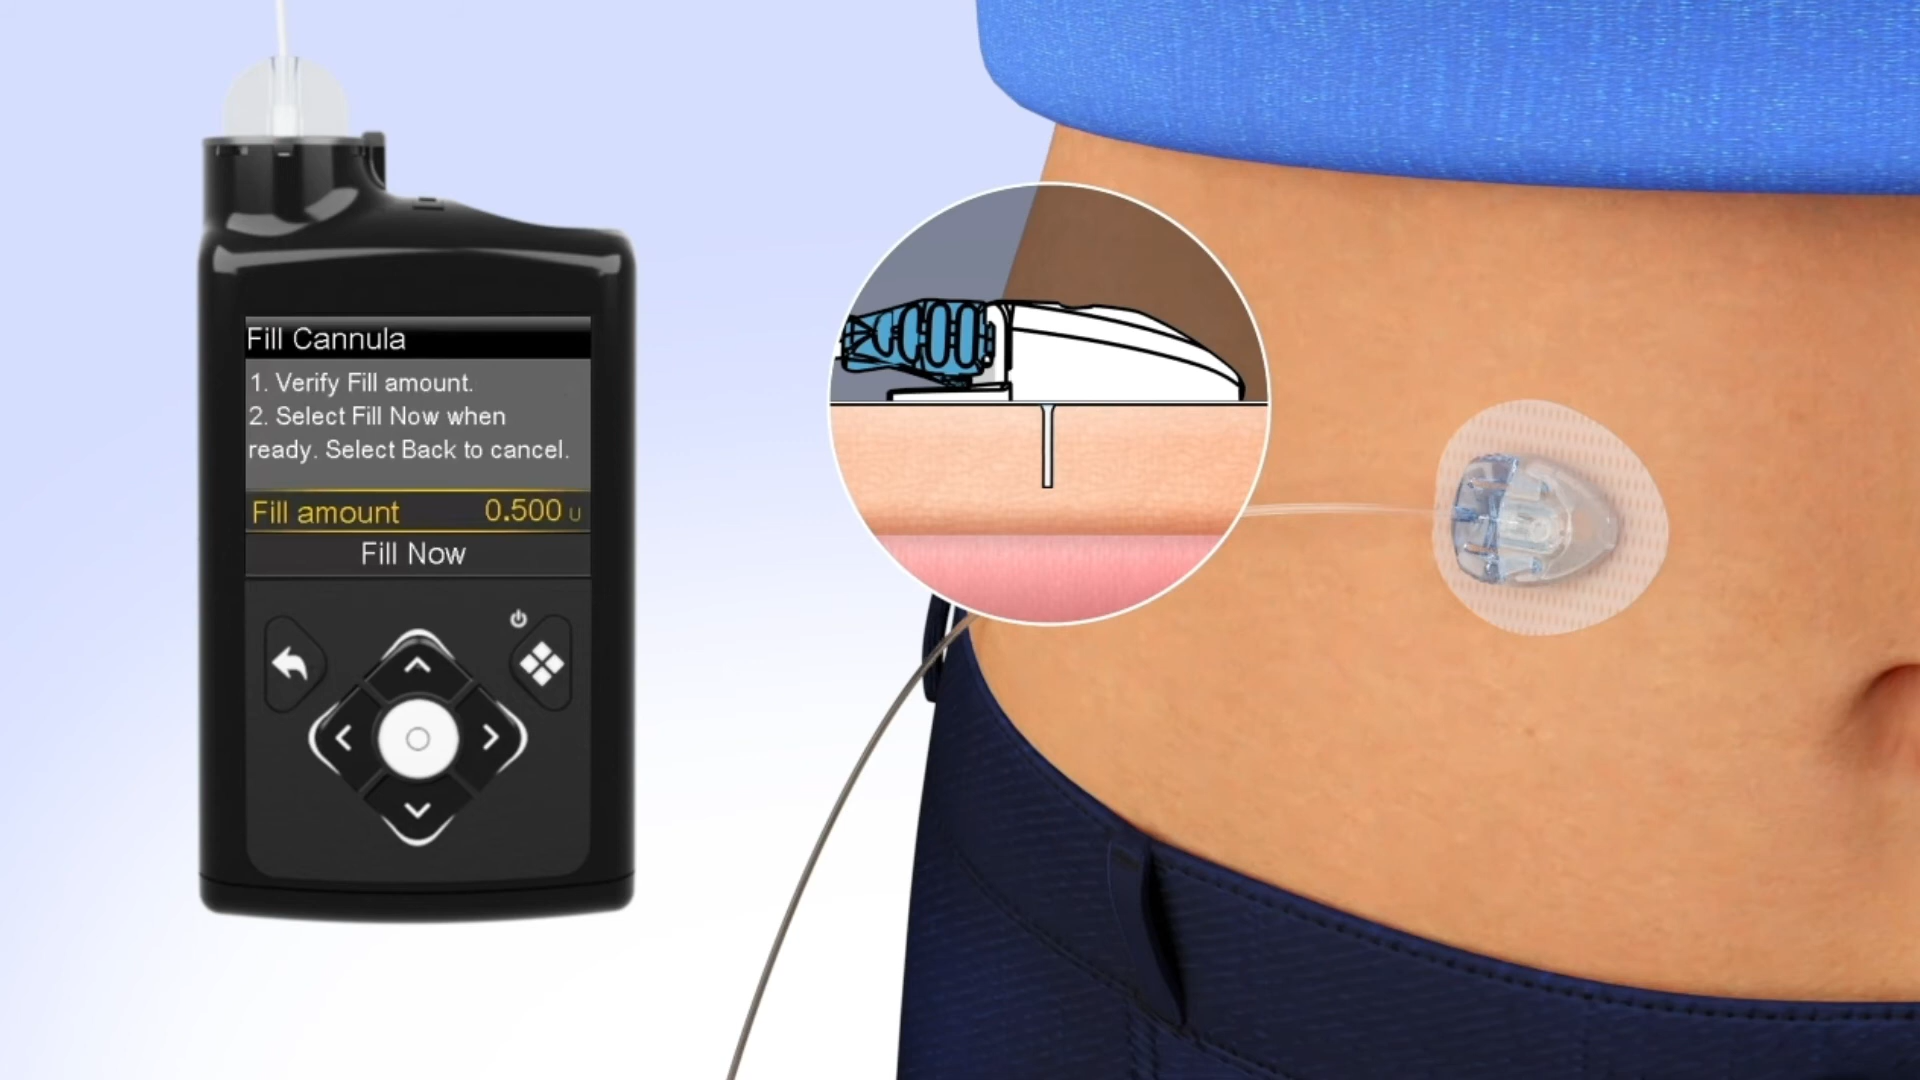 Fill Cannula
1. Verify Fill amount.
2. Select Fill Now when
ready. Select Back to cancel.
Fill amount 0.500 U
Fill Now